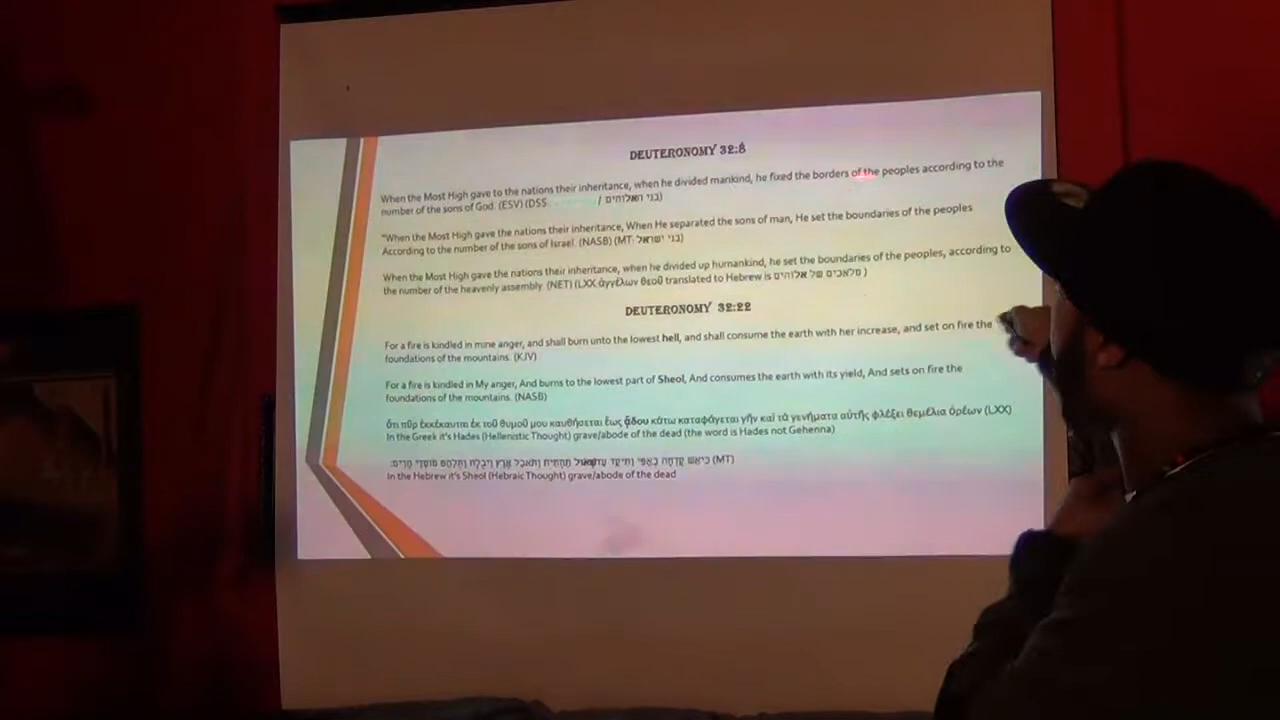 DEUTERONOMY 32:8
When the Most High gave to the nations their inheritance, when he divided mankind, he fixed the borders of the peoples according to the
number of the sons of God. (ESV) (DSS / בני האלוהים)
"When the Most High gave the nations their inheritance, When He separated the sons of man, He set the boundaries of the peoples
According to the number of the sons of Israel. (NASB) (MT: בני ישראל)
When the Most High gave the nations their inheritance, when he divided up humankind, he set the boundaries of the peoples, according to
the number of the heavenly assembly. (NET) (LXX ἀγγέλων θεοῦ translated to Hebrew is מלאכים של אלוהים )
DEUTERONOMY 32:22
For a fire is kindled in mine anger, and shall burn unto the lowest hell, and shall consume the earth with her increase, and set on fire the
foundations of the mountains. (KJV)
For a fire is kindled in My anger, And burns to the lowest part of Sheol, And consumes the earth with its yield, And sets on fire the
foundations of the mountains. (NASB)
ὅτι πῦρ ἐκκέκαυται ἐκ τοῦ θυμοῦ μου καυθήσεται ἕως ᾅδου κάτω καταφάγεται γῆν καὶ τὰ γενήματα αὐτῆς φλέξει θεμέλια ὀρέων (LXX)
In the Greek it's Hades (Hellenistic Thought) grave/abode of the dead (the word is Hades not Gehenna)
(MT)
In the Hebrew it's Sheol (Hebraic Thought) grave/abode of the dead